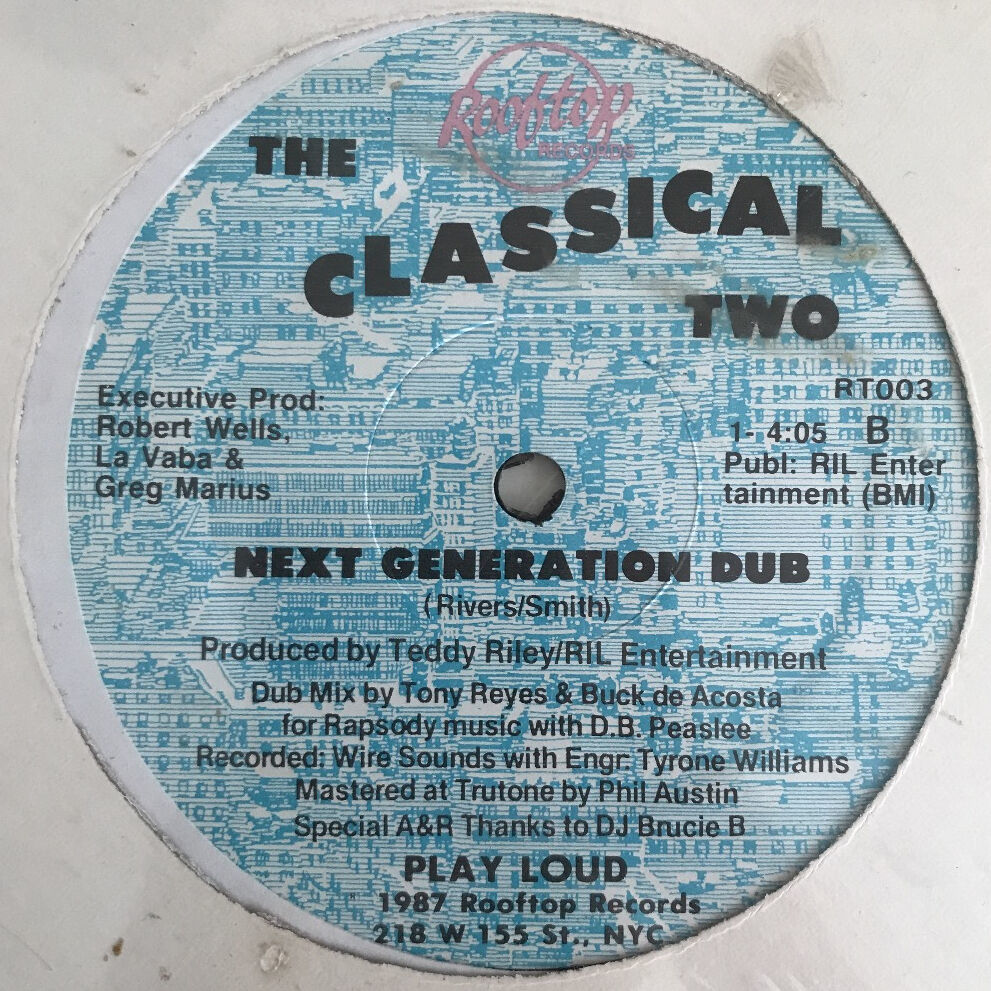 Rooftop
RECORDS
THE
CLASSICAL
TWO
Executive Prod:
Robert Wells,
La Vaba &
Greg Marius
RT003
1- 4:05 B
Publ: RIL Enter
tainment (BMI)
NEXT GENERATION DUB
(Rivers/Smith)
Produced by Teddy Riley/RIL Entertainment
Dub Mix by Tony Reyes & Buck de Acosta
for Rapsody music with D.B. Peaslee
Recorded: Wire Sounds with Engr: Tyrone Williams
Mastered at Trutone by Phil Austin
Special A&R Thanks to DJ Brucie B
PLAY LOUD
1987 Rooftop Records
218 W 155 St., NYC